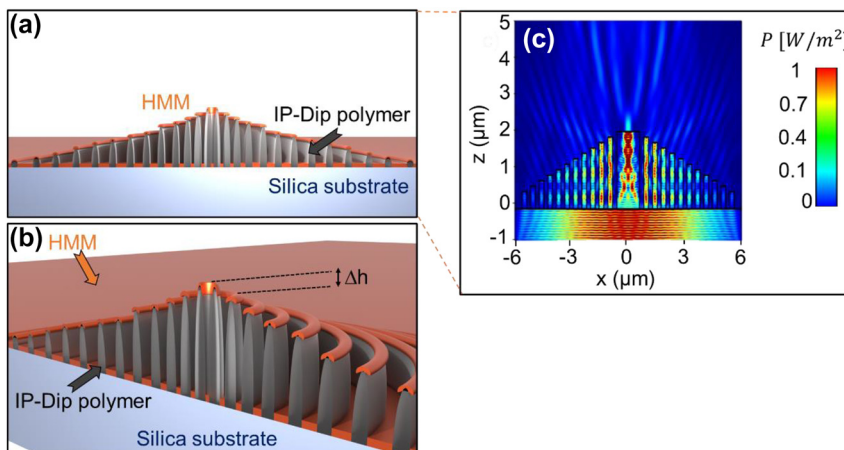 (a)
HMM
IP-Dip polymer
Silica substrate
(b)
HMM
Δh
IP-Dip polymer
Silica substrate
(c)
P [W/m²]
5
4
3
2
1
0
-1
z (μm)
-6 -3 0 3 6
x (μm)
1
0.7
0.4
0.1
0